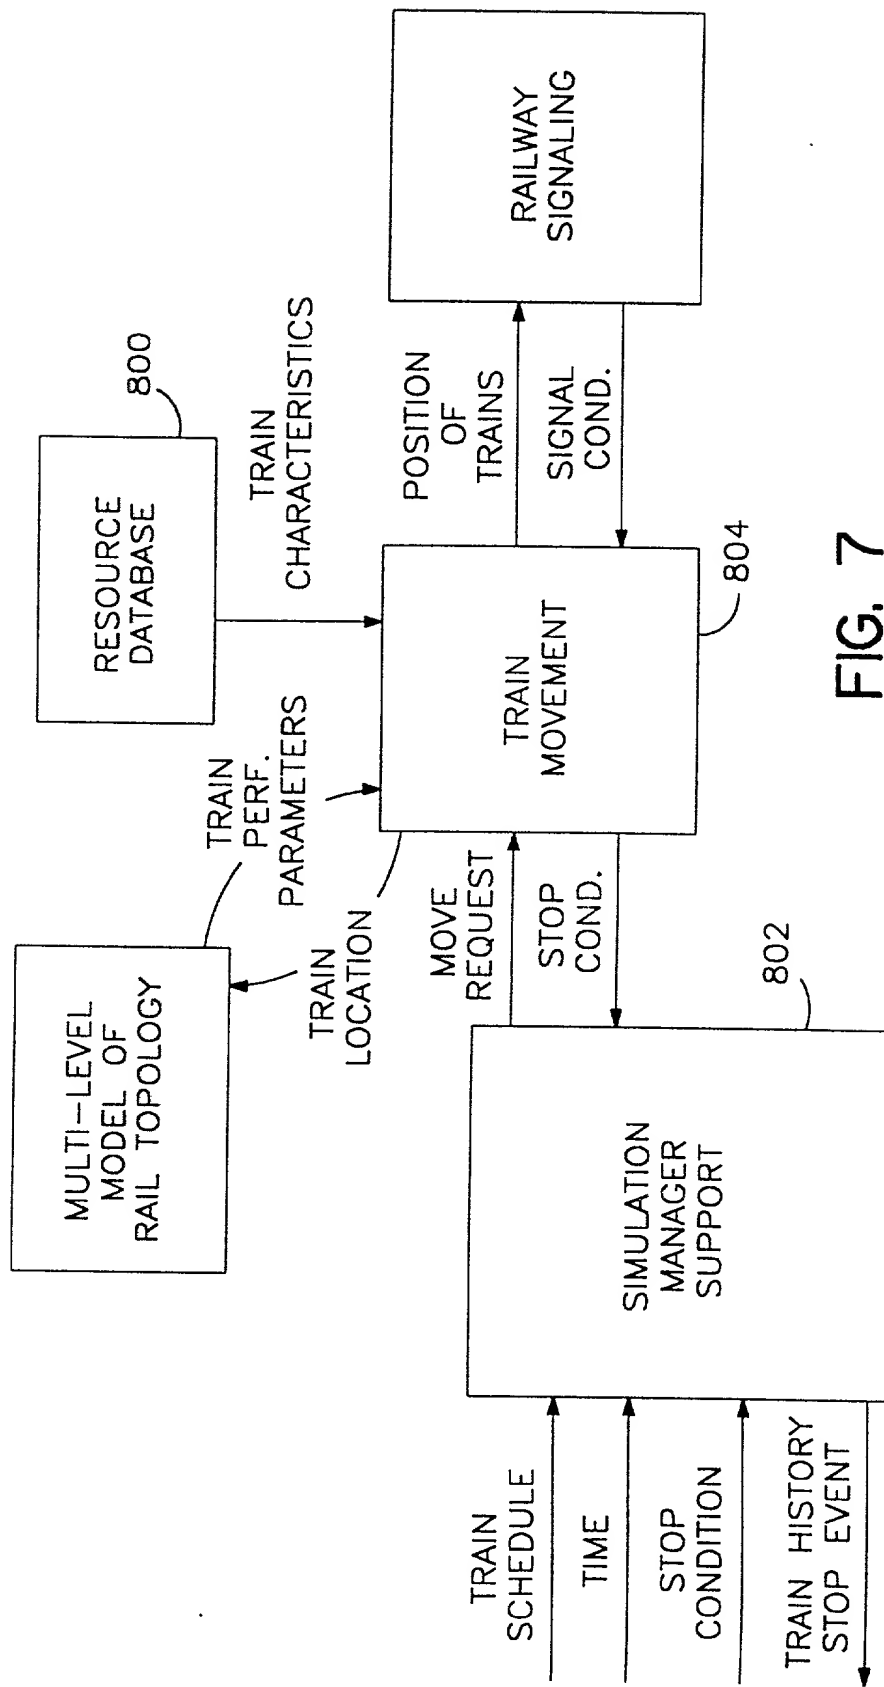 MULTI-LEVEL
MODEL OF
RAIL TOPOLOGY
RESOURCE
DATABASE
800
TRAIN
PERF.
PARAMETERS
TRAIN
CHARACTERISTICS
TRAIN
LOCATION
TRAIN
SCHEDULE
TIME
STOP
CONDITION
TRAIN HISTORY
STOP EVENT
SIMULATION
MANAGER
SUPPORT
802
MOVE
REQUEST
STOP
COND.
TRAIN
MOVEMENT
804
POSITION
OF
TRAINS
SIGNAL
COND.
RAILWAY
SIGNALING
FIG. 7